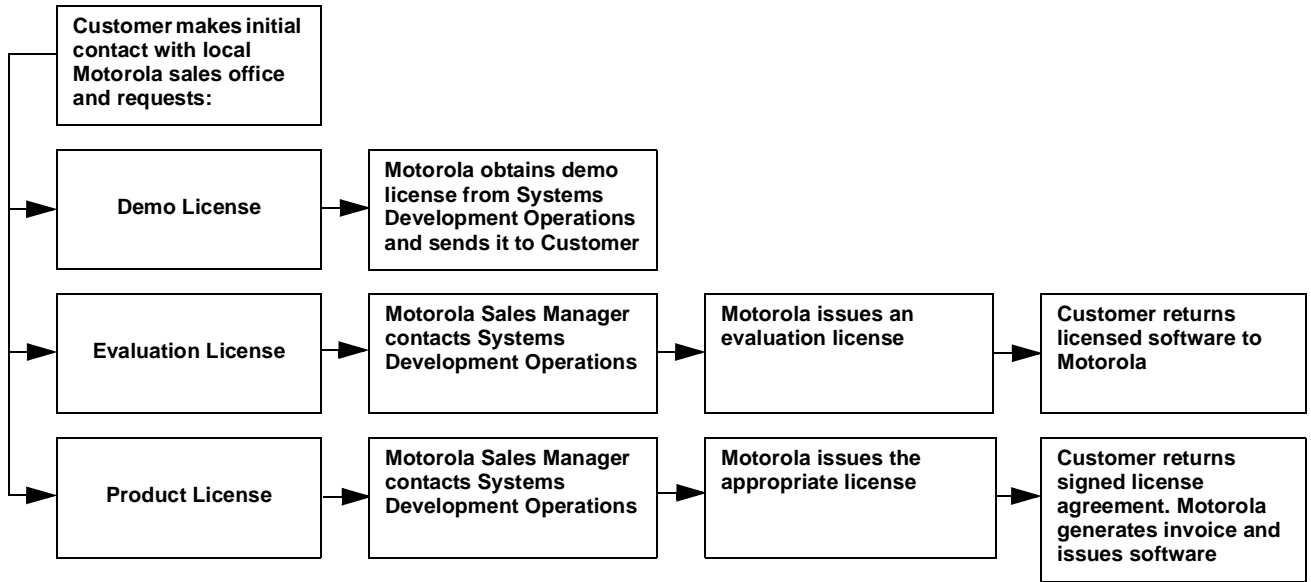 Customer makes initial
contact with local
Motorola sales office
and requests:
Demo License
Motorola obtains demo
license from Systems
Development Operations
and sends it to Customer
Evaluation License
Motorola Sales Manager
contacts Systems
Development Operations
Motorola issues an
evaluation license
Customer returns
licensed software to
Motorola
Product License
Motorola Sales Manager
contacts Systems
Development Operations
Motorola issues the
appropriate license
Customer returns
signed license
agreement. Motorola
generates invoice and
issues software